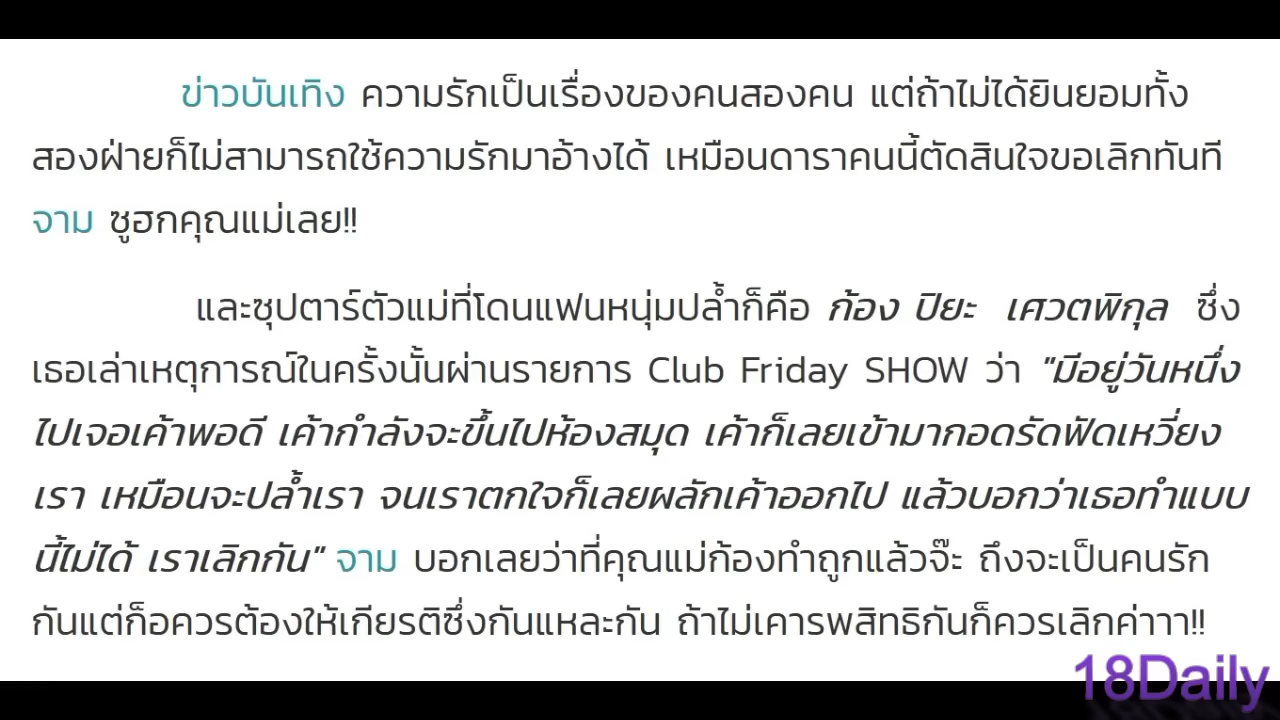 ข่าวบันเทิง ความรักเป็นเรื่องของคนสองคน แต่ถ้าไม่ได้ยินยอมทั้ง
สองฝ่ายก็ไม่สามารถใช้ความรักมาอ้างได้ เหมือนดาราคนนี้ตัดสินใจขอเลิกทันที
จาม ซูฮกคุณแม่เลย!!
และซุปตาร์ตัวแม่ที่โดนแฟนหนุ่มปล้ำก็คือ ก้อง ปิยะ เศวตพิกุล ซึ่ง
เธอเล่าเหตุการณ์ในครั้งนั้นผ่านรายการ Club Friday SHOW ว่า "มีอยู่วันหนึ่ง
ไปเจอเค้าพอดี เค้ากำลังจะขึ้นไปห้องสมุด เค้าก็เลยเข้ามากอดรัดฟัดเหวี่ยง
เรา เหมือนจะปล้ำเรา จนเราตกใจก็เลยผลักเค้าออกไป แล้วบอกว่าเธอทำแบบ
นี้ไม่ได้ เราเลิกกัน" จาม บอกเลยว่าที่คุณแม่ก้องทำถูกแล้วจ๊ะ ถึงจะเป็นคนรัก
กันแต่ก็อควรต้องให้เกียรติซึ่งกันแหละกัน ถ้าไม่เคารพสิทธิกันก็ควรเลิกค่าาา!!
18Daily